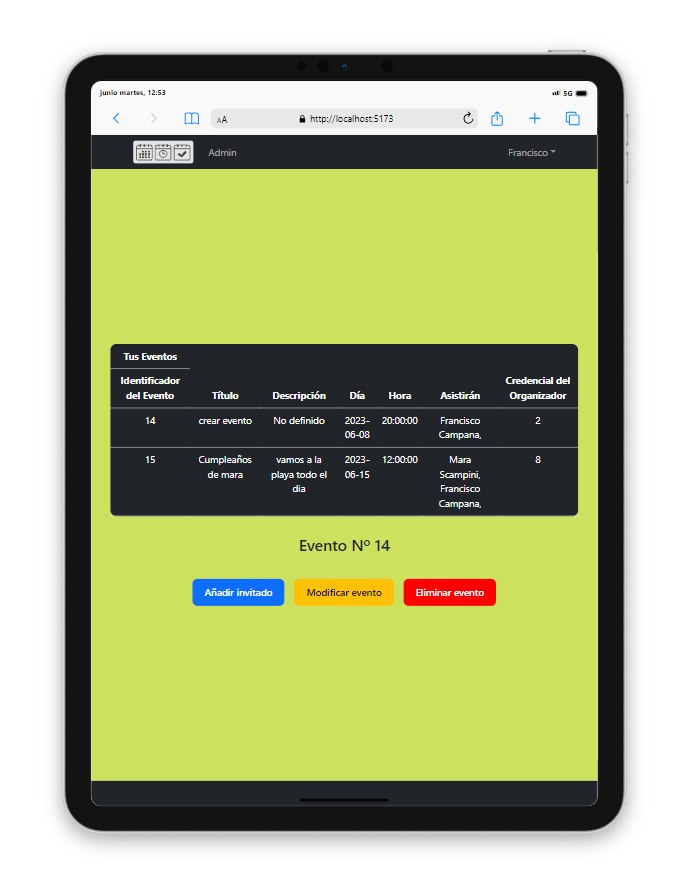 junio martes, 12:53
5G
AA
http://localhost:5173
Admin
Francisco
Tus Eventos
Identificador del Evento
Título
Descripción
Día
Hora
Asistirán
Credencial del Organizador
14
crear evento
No definido
2023-06-08
20:00:00
Francisco Campana,
2
15
Cumpleaños de mara
vamos a la playa todo el dia
2023-06-15
12:00:00
Mara Scampini, Francisco Campana,
8
Evento Nº 14
Añadir invitado
Modificar evento
Eliminar evento